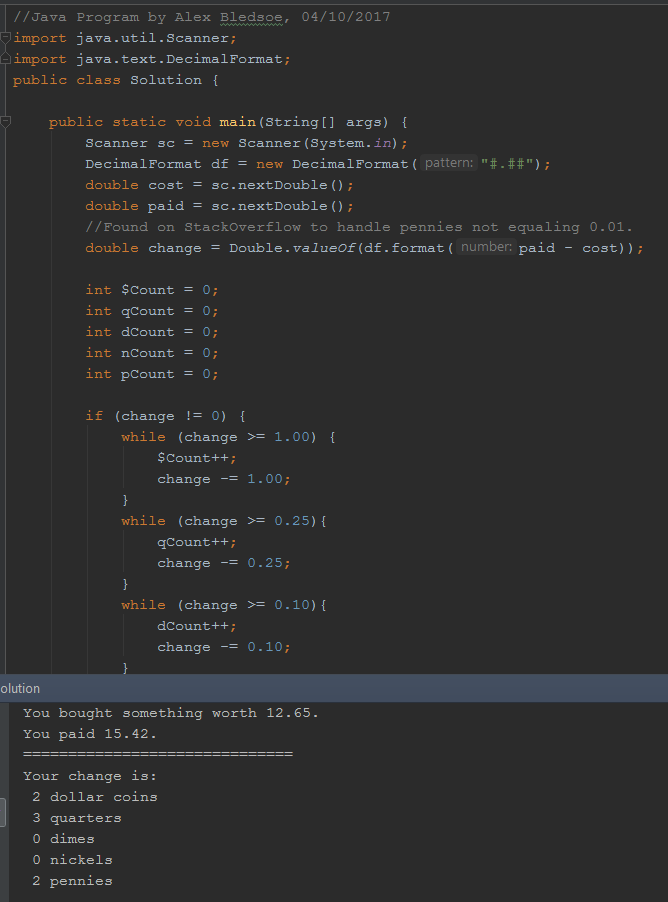 //Java Program by Alex Bledsoe, 04/10/2017
import java.util.Scanner;
import java.text.DecimalFormat;
public class Solution {
public static void main(String[] args) {
Scanner sc = new Scanner(System.in);
DecimalFormat df = new DecimalFormat( pattern: "#.##");
double cost = sc.nextDouble();
double paid = sc.nextDouble();
//Found on StackOverflow to handle pennies not equaling 0.01.
double change = Double.valueOf(df.format( number: paid - cost));
int $Count = 0;
int qCount = 0;
int dCount = 0;
int nCount = 0;
int pCount = 0;
if (change != 0) {
while (change >= 1.00) {
$Count++;
change -= 1.00;
}
while (change >= 0.25){
qCount++;
change -= 0.25;
}
while (change >= 0.10){
dCount++;
change -= 0.10;
}
olution
You bought something worth 12.65.
You paid 15.42.
==============================
Your change is:
2 dollar coins
3 quarters
0 dimes
0 nickels
2 pennies